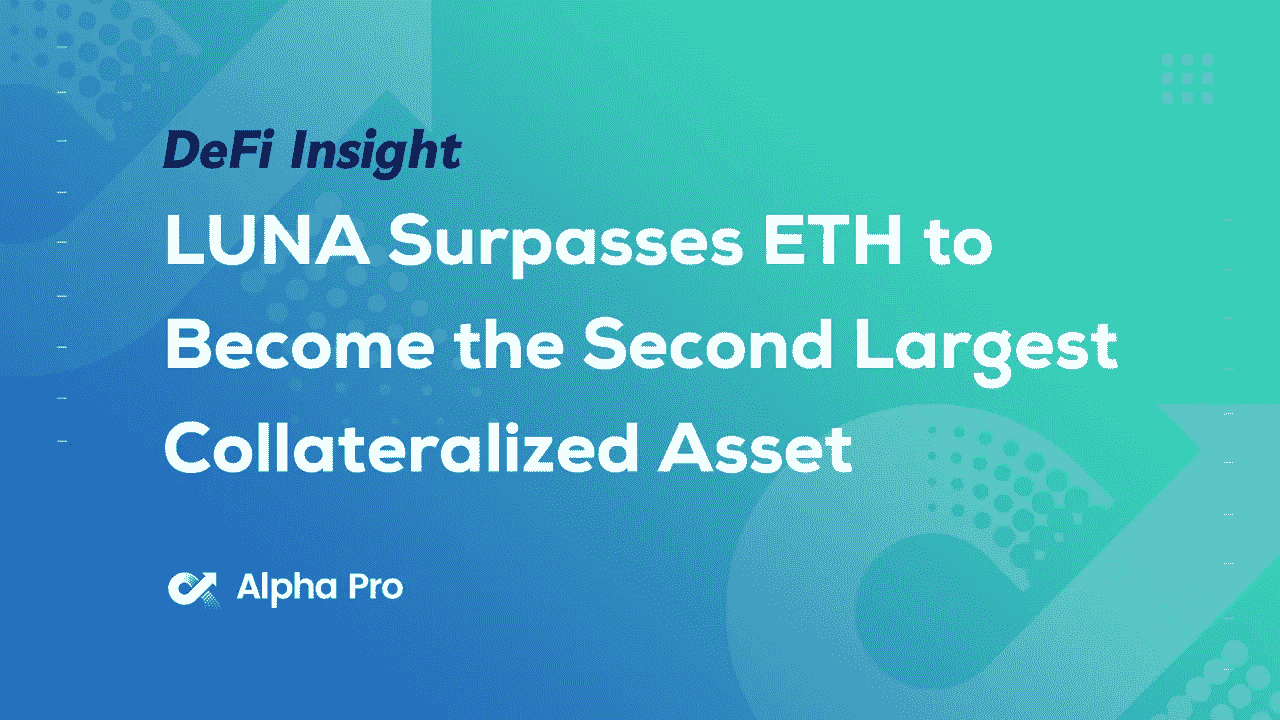 DeFi Insight
LUNA Surpasses ETH to
Become the Second Largest
Collateralized Asset
Alpha Pro